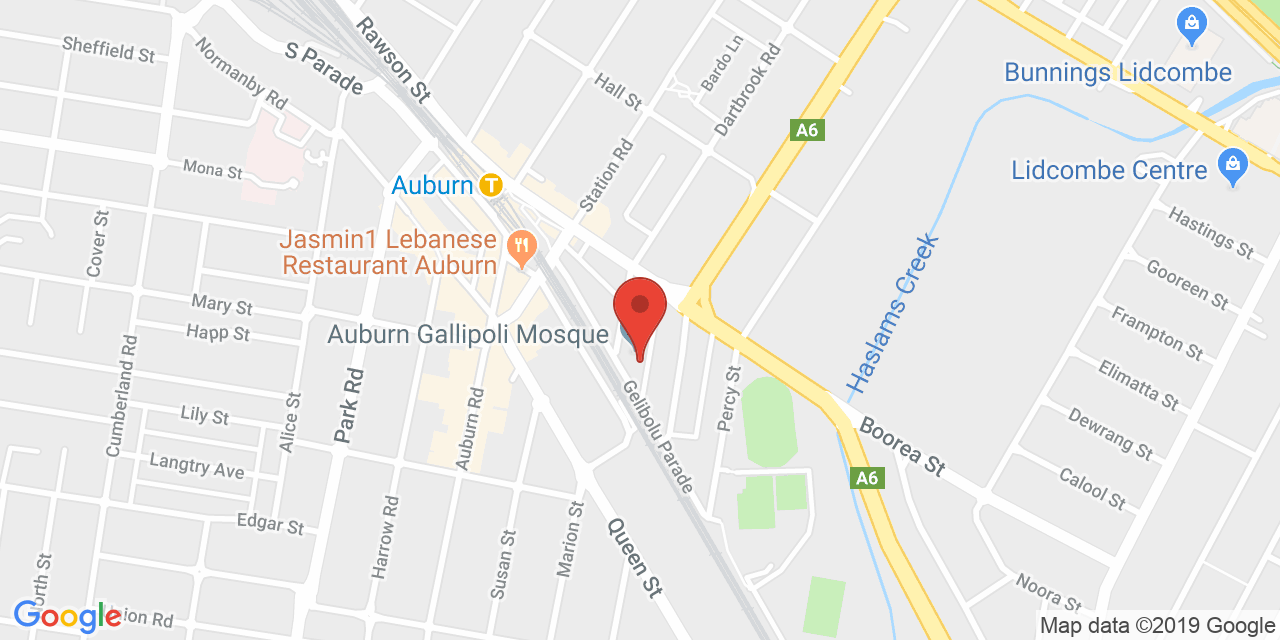 Sheffield St
S Parade
Rawson St
Normanby Rd
Hall St
Bardo Ln
Dartbrook Rd
Bunnings Lidcombe
A6
Mona St
Auburn
T
Station Rd
Lidcombe Centre
Cover St
Jasmin1 Lebanese
Restaurant Auburn
Hastings St
Gooreen St
Mary St
Happ St
Auburn Gallipoli Mosque
Haslams Creek
Frampton St
Cumberland Rd
Elimatta St
Lily St
Alice St
Park Rd
Auburn Rd
Gelibolu Parade
Percy St
Boorea St
Dewrang St
Langtry Ave
A6
Calool St
Edgar St
Harrow Rd
Susan St
Marion St
Queen St
Noora St
Rd
Google
Map data ©2019 Google